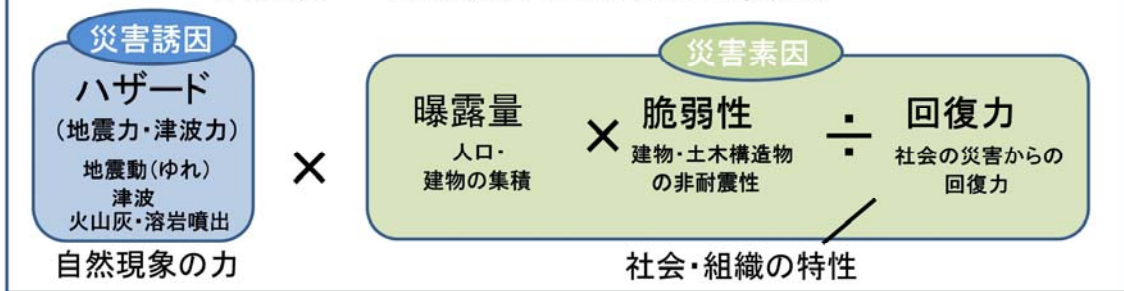 災害誘因
ハザード
(地震力・津波力)
地震動(ゆれ)
津波
火山灰・溶岩噴出
自然現象の力
×
災害素因
曝露量
人口・
建物の集積
×
脆弱性
建物・土木構造物
の非耐震性
÷
回復力
社会の災害からの
回復力
社会・組織の特性